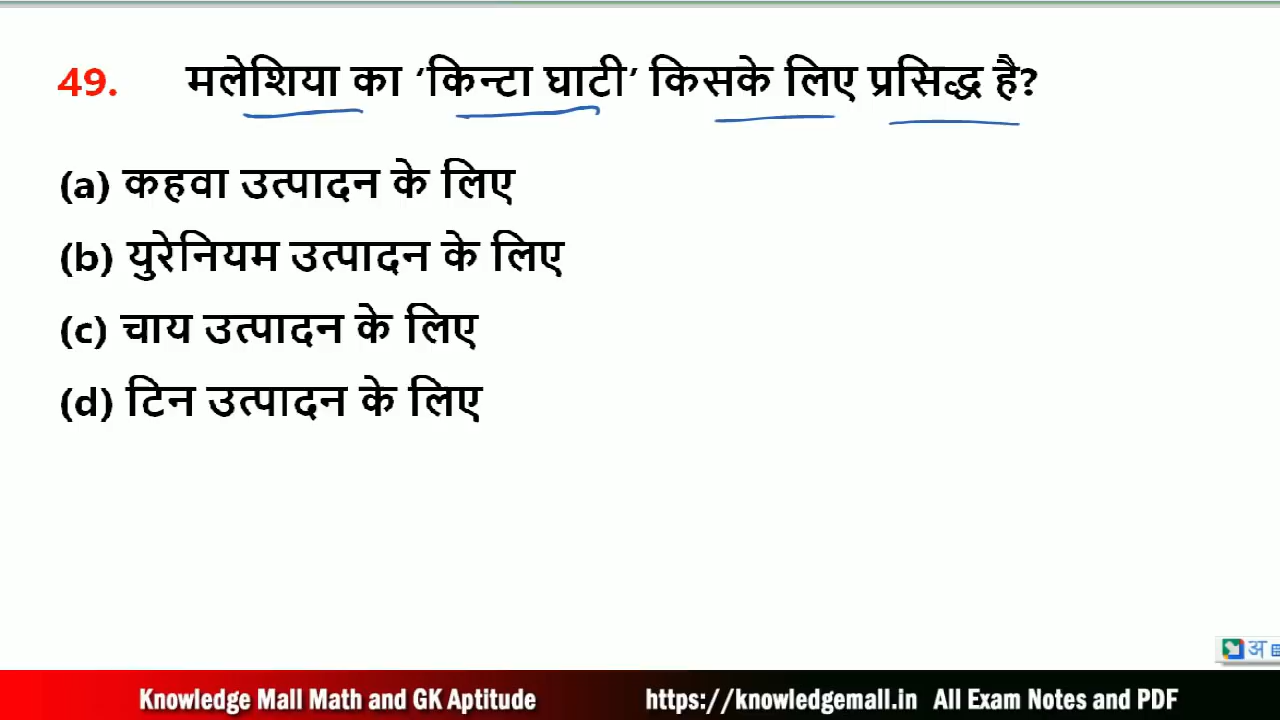 49. मलेशिया का ‘किन्टा घाटी’ किसके लिए प्रसिद्ध है?
(a) कहवा उत्पादन के लिए
(b) युरेनियम उत्पादन के लिए
(c) चाय उत्पादन के लिए
(d) टिन उत्पादन के लिए
अ
Knowledge Mall Math and GK Aptitude https://knowledgemall.in All Exam Notes and PDF